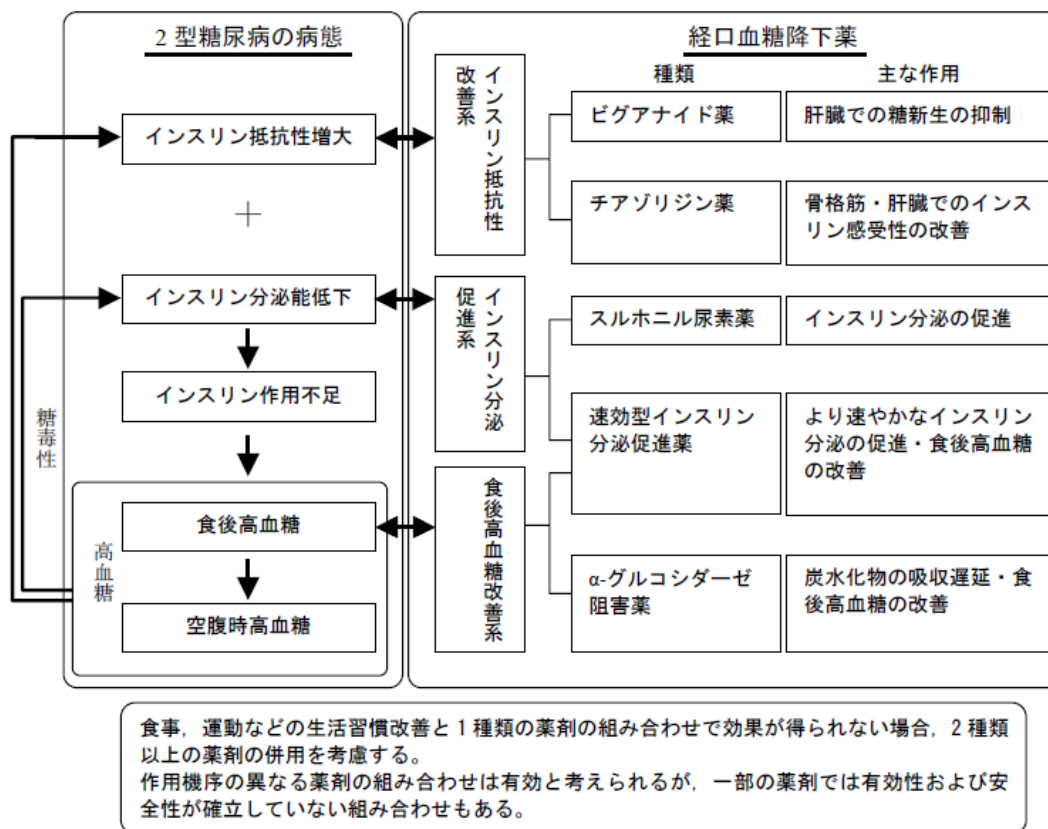 2型糖尿病の病態
インスリン抵抗性増大
＋
インスリン分泌能低下
インスリン作用不足
食後高血糖
空腹時高血糖
高血糖
糖毒性
経口血糖降下薬
種類
主な作用
インスリン抵抗性
改善系
ビグアナイド薬
肝臓での糖新生の抑制
チアゾリジン薬
骨格筋・肝臓でのインス
リン感受性の改善
インスリン分泌
促進系
スルホニル尿素薬
インスリン分泌の促進
速効型インスリン
分泌促進薬
より速やかなインスリン
分泌の促進・食後高血糖
の改善
食後高血糖改善系
α-グルコシダーゼ
阻害薬
炭水化物の吸収遅延・食
後高血糖の改善
食事，運動などの生活習慣改善と1種類の薬剤の組み合わせで効果が得られない場合，2種類
以上の薬剤の併用を考慮する。
作用機序の異なる薬剤の組み合わせは有効と考えられるが，一部の薬剤では有効性および安
全性が確立していない組み合わせもある。